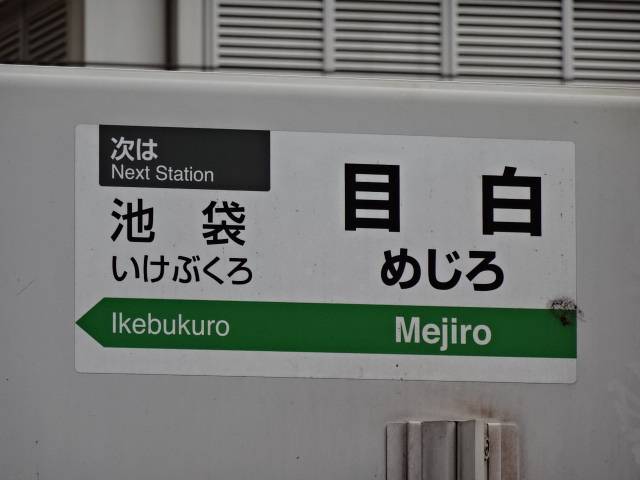 次は
Next Station
池袋
いけぶくろ
Ikebukuro
目白
めじろ
Mejiro